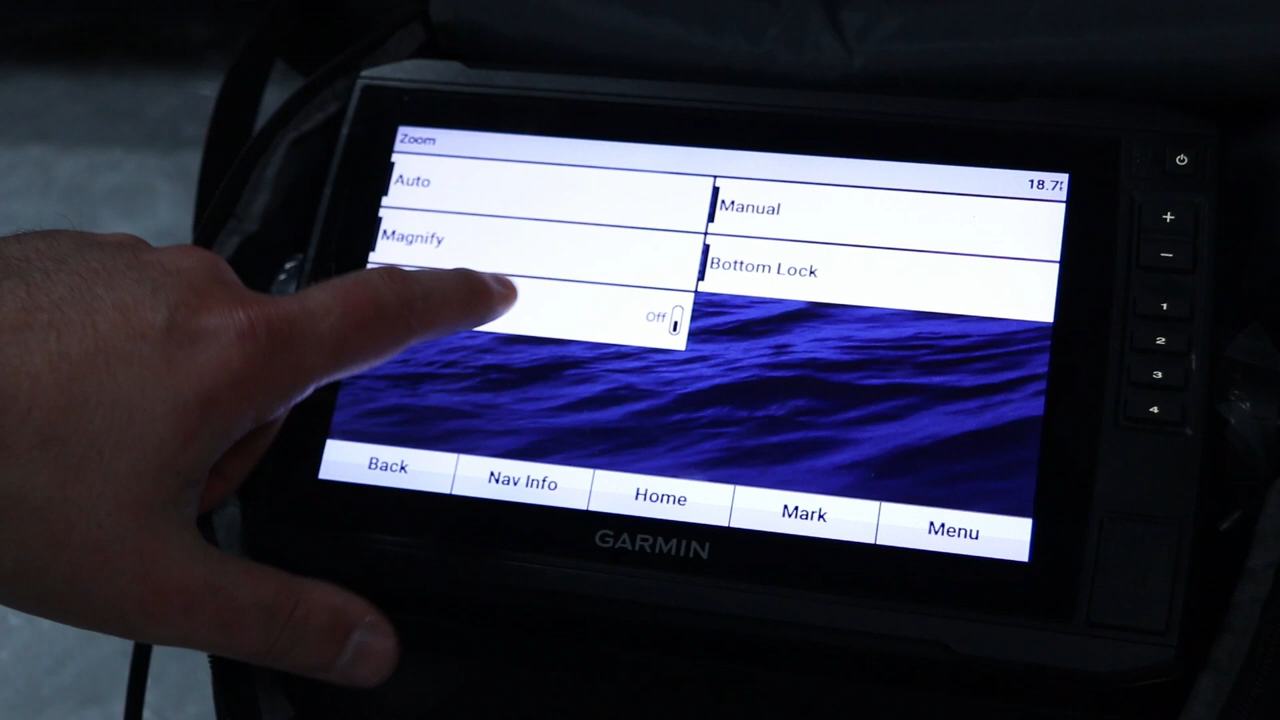 Zoom
18.7
Auto
Manual
Magnify
Bottom Lock
Off
Back
Nav Info
Home
Mark
Menu
GARMIN
+
-
1
2
3
4